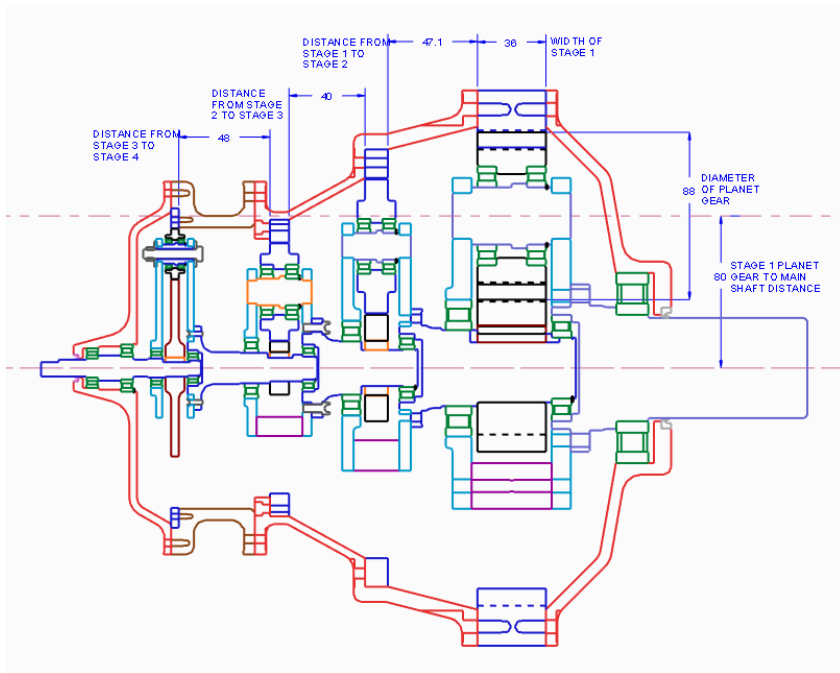 DISTANCE FROM
STAGE 1 TO
STAGE 2
47.1
36
WIDTH OF
STAGE 1
DISTANCE
FROM STAGE
2 TO STAGE 3
40
DISTANCE FROM
STAGE 3 TO
STAGE 4
48
88
DIAMETER
OF PLANET
GEAR
80
STAGE 1 PLANET
GEAR TO MAIN
SHAFT DISTANCE